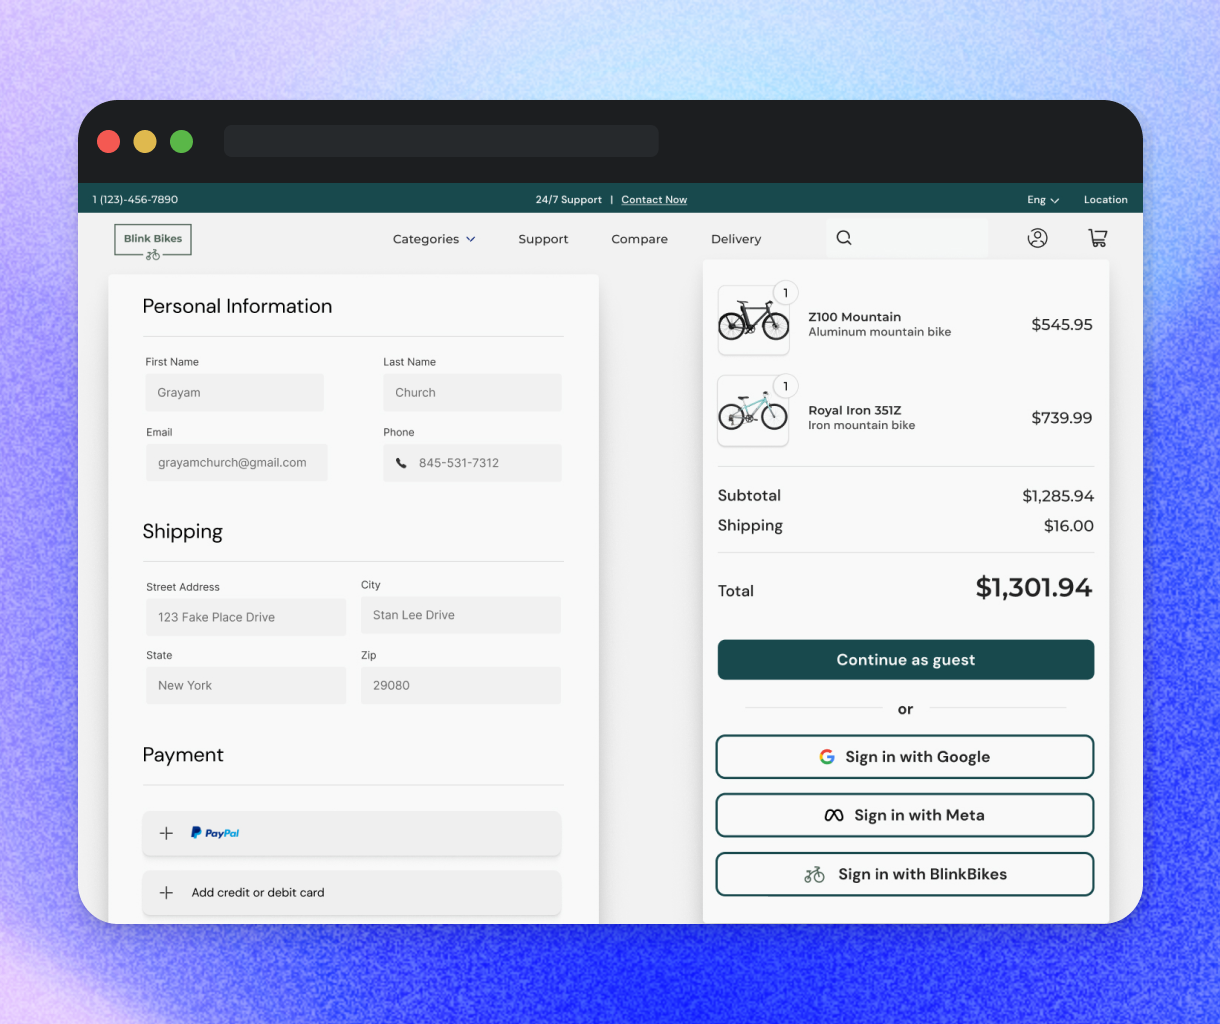 1 (123)-456-7890
24/7 Support | Contact Now
Eng
Location
Blink Bikes
Categories
Support
Compare
Delivery
Personal Information
First Name
Last Name
Grayam
Church
Email
Phone
grayamchurch@gmail.com
845-531-7312
Shipping
Street Address
City
123 Fake Place Drive
Stan Lee Drive
State
Zip
New York
29080
Payment
PayPal
Add credit or debit card
1
Z100 Mountain
Aluminum mountain bike
$545.95
1
Royal Iron 351Z
Iron mountain bike
$739.99
Subtotal
$1,285.94
Shipping
$16.00
Total
$1,301.94
Continue as guest
or
Sign in with Google
Sign in with Meta
Sign in with BlinkBikes